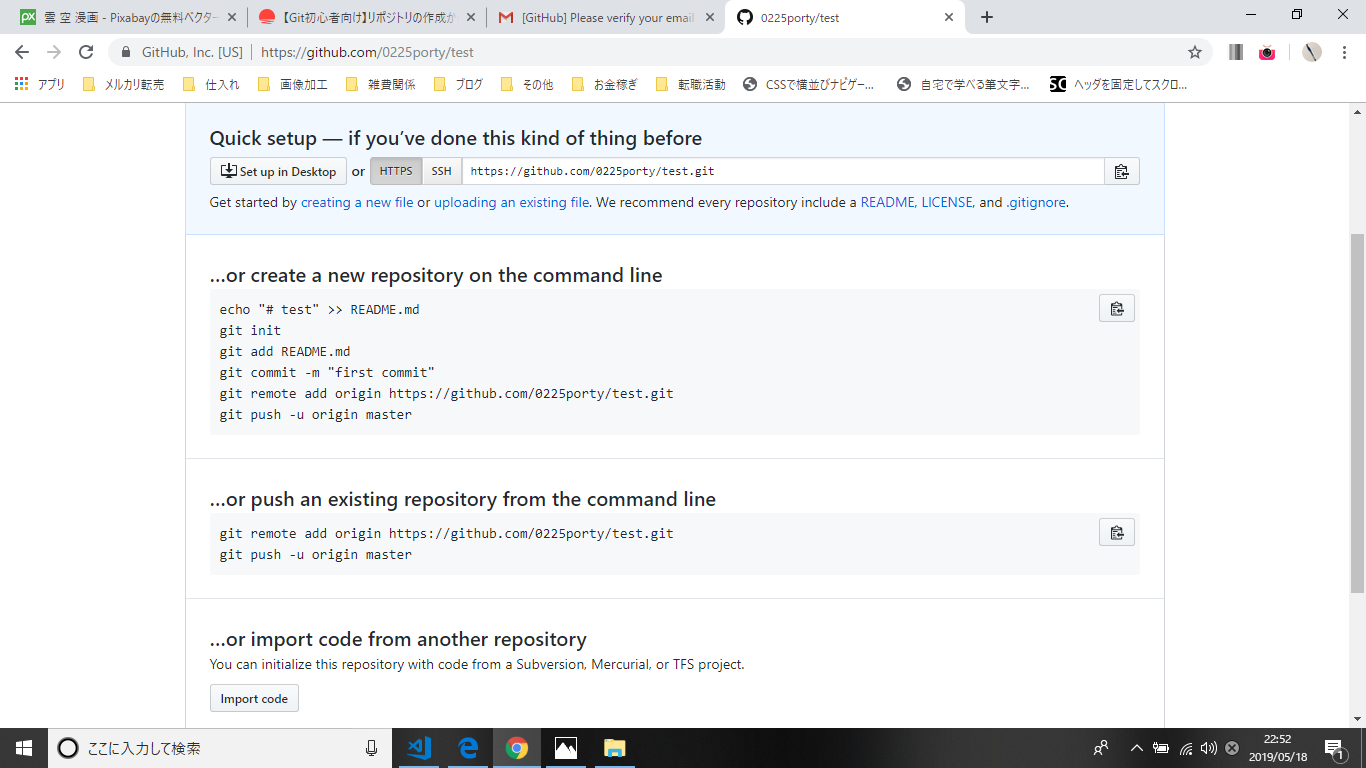 px 雲 空 漫画 - Pixabayの無料ベクター
【Git初心者向け】リポジトリの作成か
[GitHub] Please verify your email
0225porty/test
GitHub, Inc. [US] https://github.com/0225porty/test
アプリ メルカリ転売 仕入れ 画像加工 雑費関係 ブログ その他 お金稼ぎ 転職活動 CSSで横並びナビゲー... 自宅で学べる筆文字... SC ヘッダを固定してスクロ...
Quick setup — if you’ve done this kind of thing before
Set up in Desktop or HTTPS SSH https://github.com/0225porty/test.git
Get started by creating a new file or uploading an existing file. We recommend every repository include a README, LICENSE, and .gitignore.
…or create a new repository on the command line
echo "# test" >> README.md
git init
git add README.md
git commit -m "first commit"
git remote add origin https://github.com/0225porty/test.git
git push -u origin master
…or push an existing repository from the command line
git remote add origin https://github.com/0225porty/test.git
git push -u origin master
…or import code from another repository
You can initialize this repository with code from a Subversion, Mercurial, or TFS project.
Import code
ここに入力して検索
22:52
2019/05/18
1